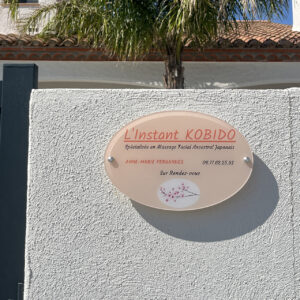 L'Instant KOBIDO
Spécialiste en Massage Facial Ancestral Japonais
ANNE-MARIE FERNANDES
Sur Rendez-vous